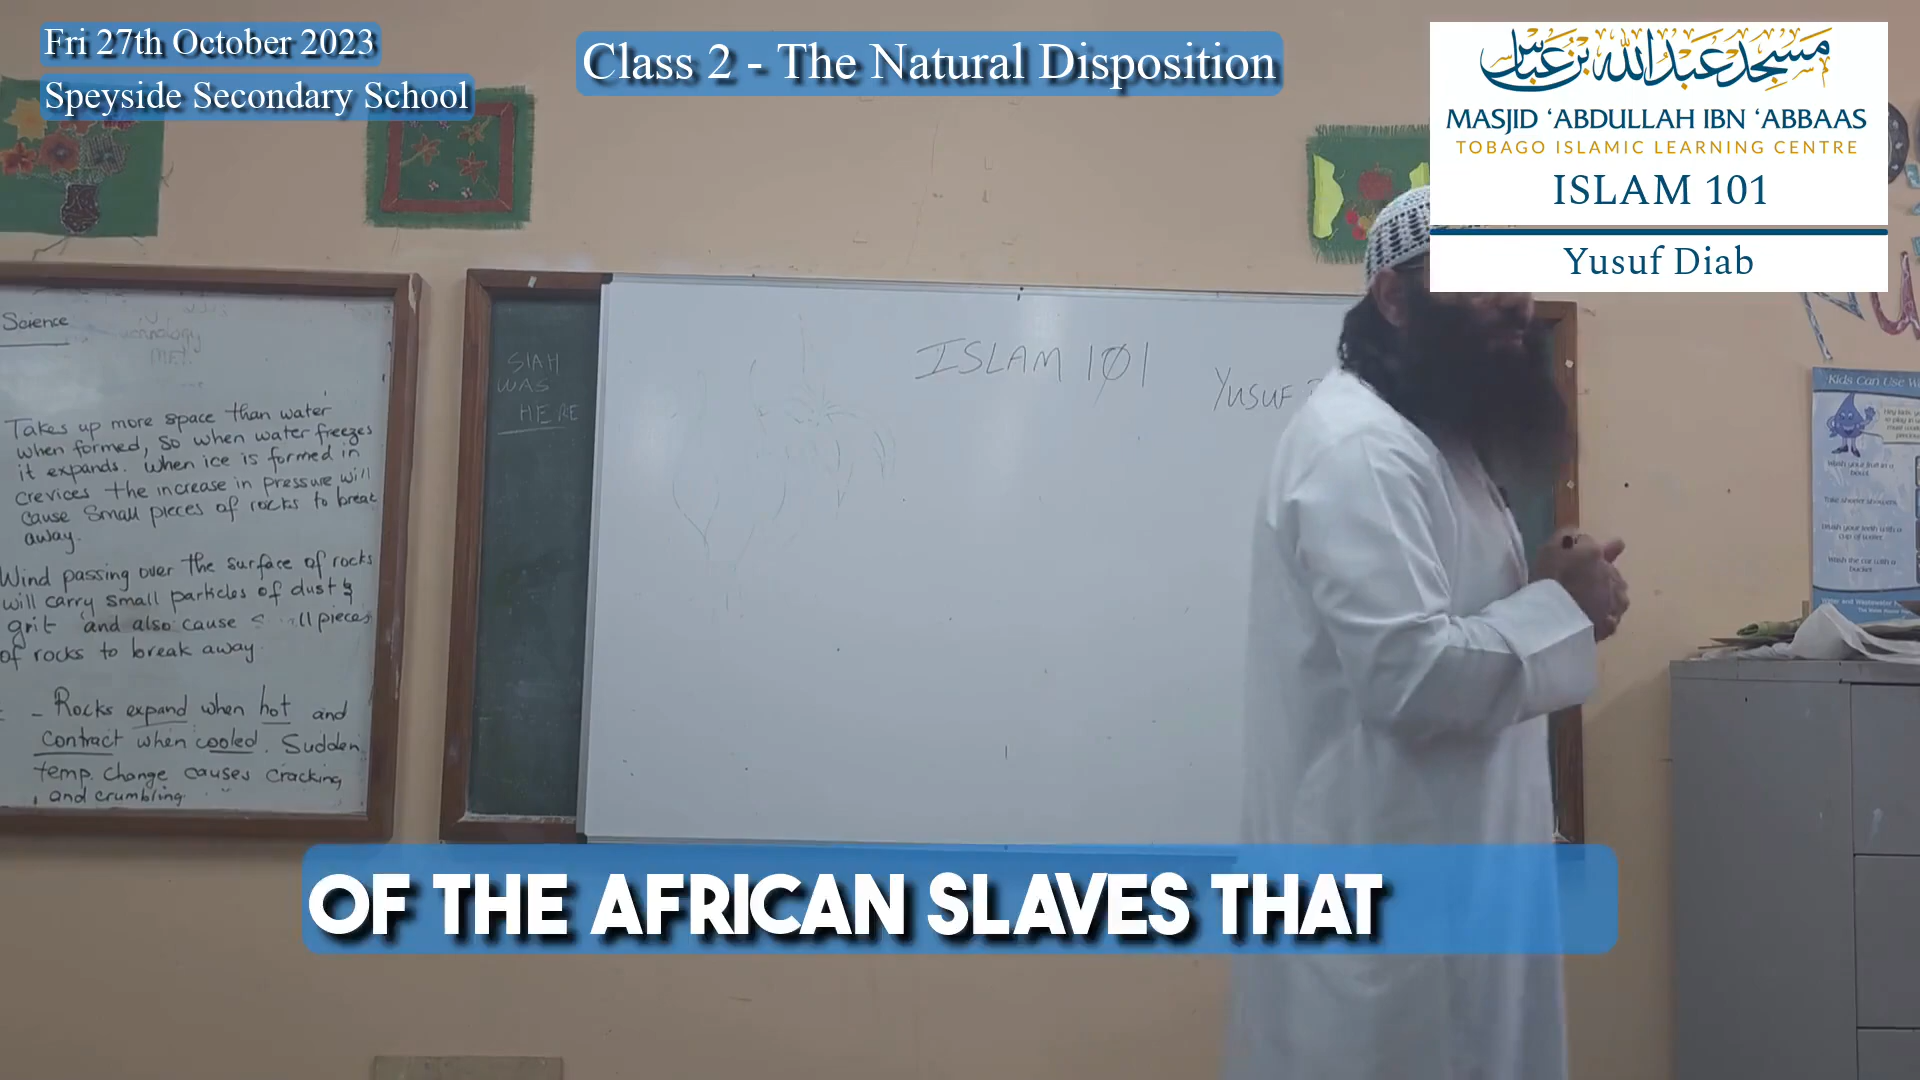 Fri 27th October 2023
Speyside Secondary School
Class 2 - The Natural Disposition
مسجد عبد الله بن عباس
MASJID ‘ABDULLAH IBN ‘ABBAAS
TOBAGO ISLAMIC LEARNING CENTRE
ISLAM 101
Yusuf Diab
Science
Takes up more space than water
when formed, so when water freezes
it expands. When ice is formed in
crevices the increase in pressure will
cause small pieces of rocks to break
away.
Wind passing over the surface of rocks
will carry small particles of dust &
grit and also cause pieces
of rocks to break away.
- Rocks expand when hot and
contract when cooled. Sudden
temp. change causes cracking
and crumbling
SIAH
WAS
HERE
ISLAM 101
YUSUF
Kids Can Use
OF THE AFRICAN SLAVES THAT